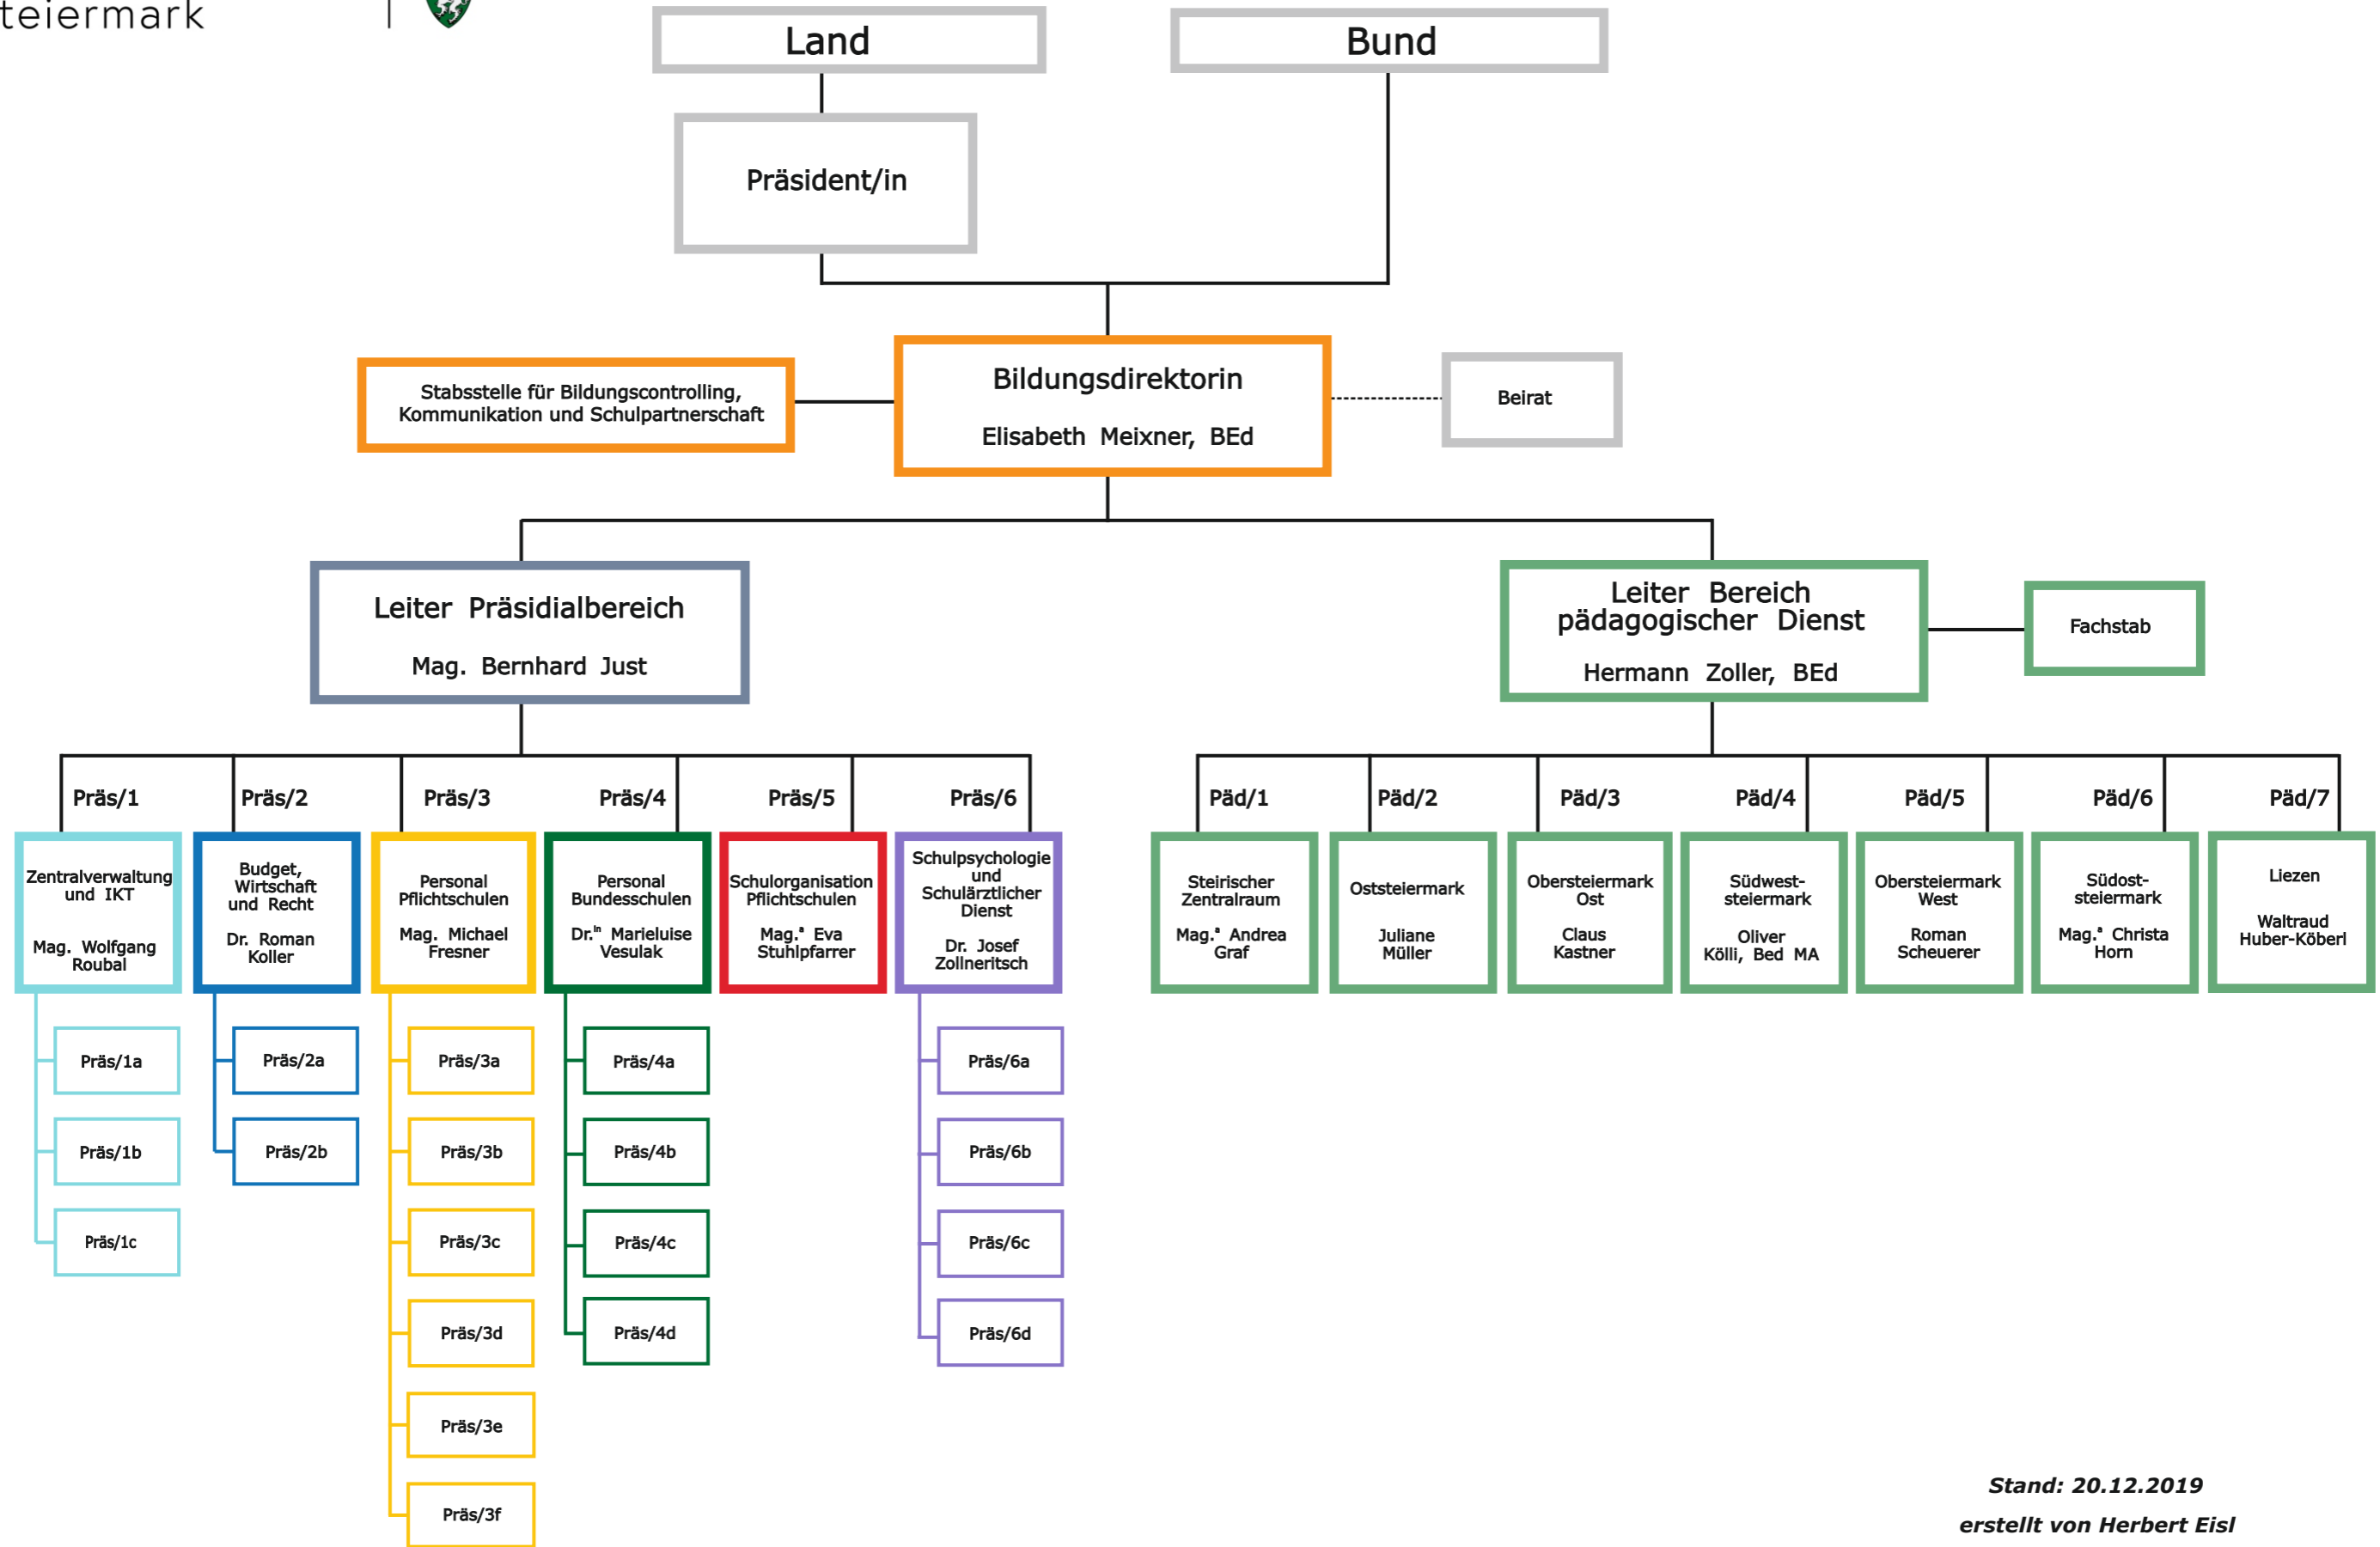 teiermark
Land
Bund
Präsident/in
Stabsstelle für Bildungscontrolling,
Kommunikation und Schulpartnerschaft
Bildungsdirektorin
Elisabeth Meixner, BEd
Beirat
Leiter Präsidialbereich
Mag. Bernhard Just
Leiter Bereich
pädagogischer Dienst
Hermann Zoller, BEd
Fachstab
Präs/1
Präs/2
Präs/3
Präs/4
Präs/5
Präs/6
Päd/1
Päd/2
Päd/3
Päd/4
Päd/5
Päd/6
Päd/7
Zentralverwaltung
und IKT
Mag. Wolfgang
Roubal
Budget,
Wirtschaft
und Recht
Dr. Roman
Koller
Personal
Pflichtschulen
Mag. Michael
Fresner
Personal
Bundesschulen
Dr.ⁱⁿ Marieluise
Vesulak
Schulorganisation
Pflichtschulen
Mag.ª Eva
Stuhlpfarrer
Schulpsychologie
und
Schulärztlicher
Dienst
Dr. Josef
Zollneritsch
Steirischer
Zentralraum
Mag.ª Andrea
Graf
Oststeiermark
Juliane
Müller
Obersteiermark
Ost
Claus
Kastner
Südwest-
steiermark
Oliver
Kölli, Bed MA
Obersteiermark
West
Roman
Scheuerer
Südost-
steiermark
Mag.ª Christa
Horn
Liezen
Waltraud
Huber-Köberl
Präs/1a
Präs/1b
Präs/1c
Präs/2a
Präs/2b
Präs/3a
Präs/3b
Präs/3c
Präs/3d
Präs/3e
Präs/3f
Präs/4a
Präs/4b
Präs/4c
Präs/4d
Präs/6a
Präs/6b
Präs/6c
Präs/6d
Stand: 20.12.2019
erstellt von Herbert Eisl